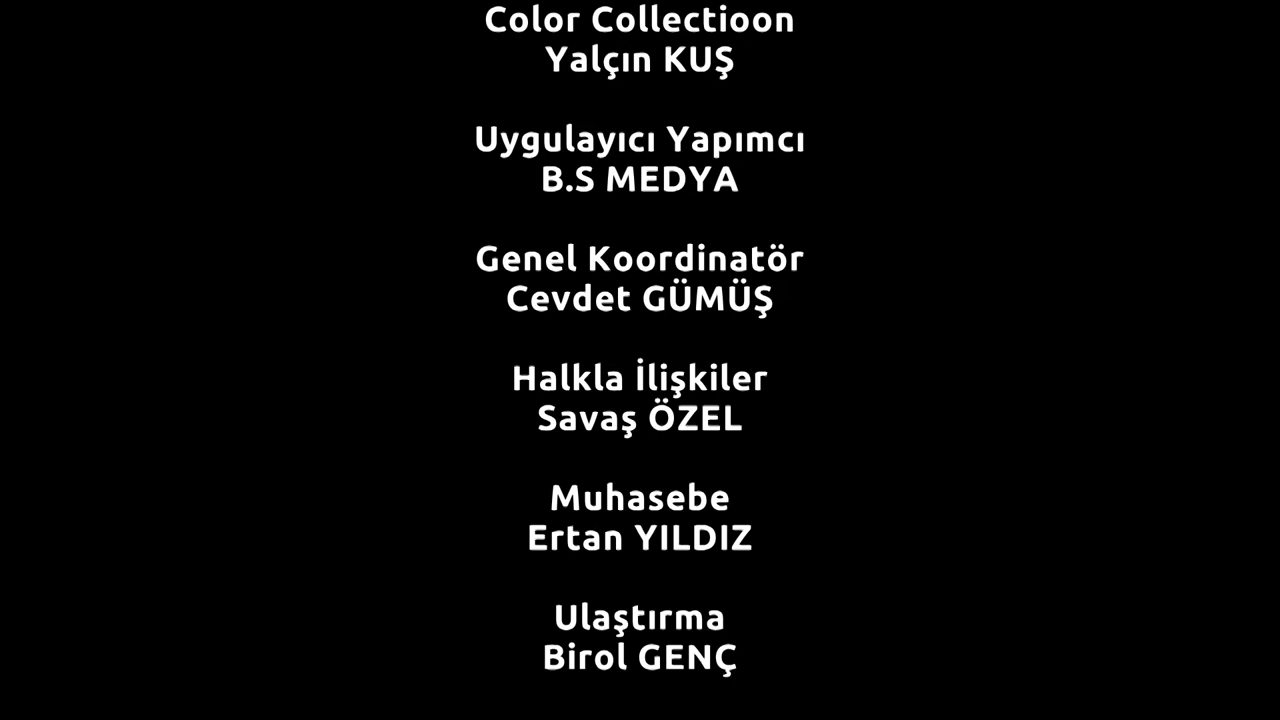 Color Collectioon
Yalçın KUŞ
Uygulayıcı Yapımcı
B.S MEDYA
Genel Koordinatör
Cevdet GÜMÜŞ
Halkla İlişkiler
Savaş ÖZEL
Muhasebe
Ertan YILDIZ
Ulaştırma
Birol GENÇ